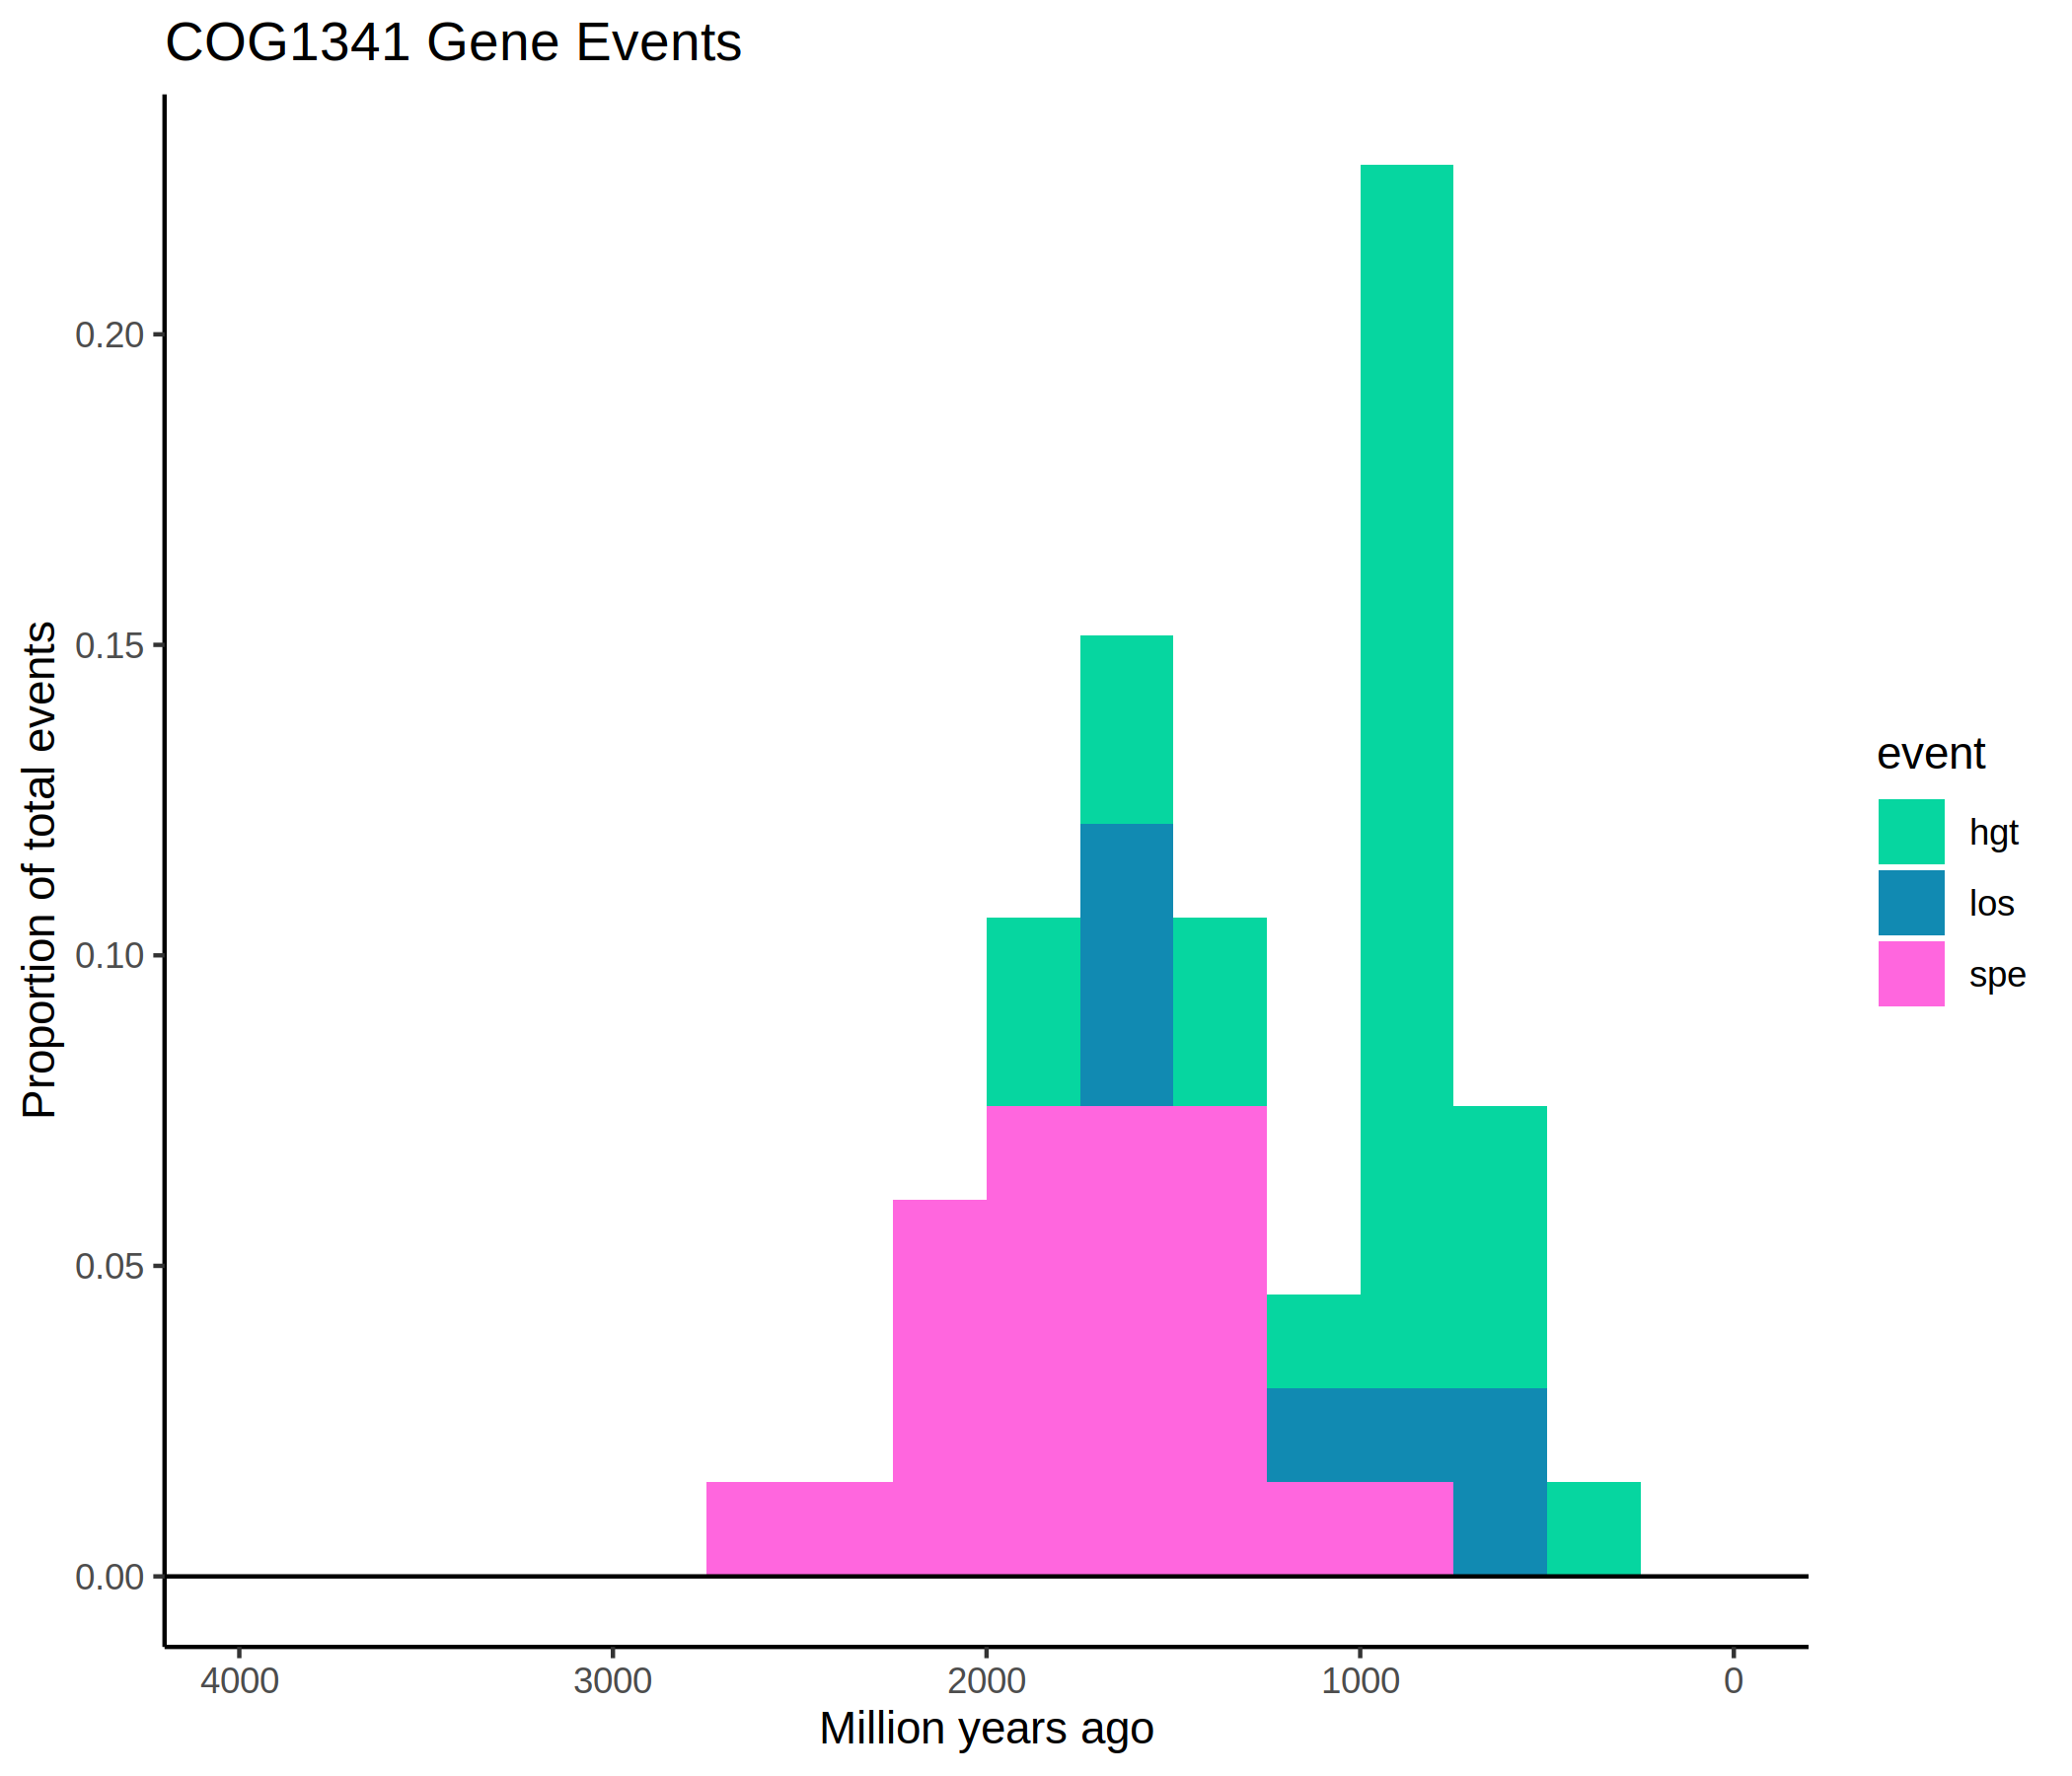 COG1341 Gene Events
Proportion of total events
0.20
0.15
0.10
0.05
0.00
4000 3000 2000 1000 0
Million years ago
event
hgt
los
spe